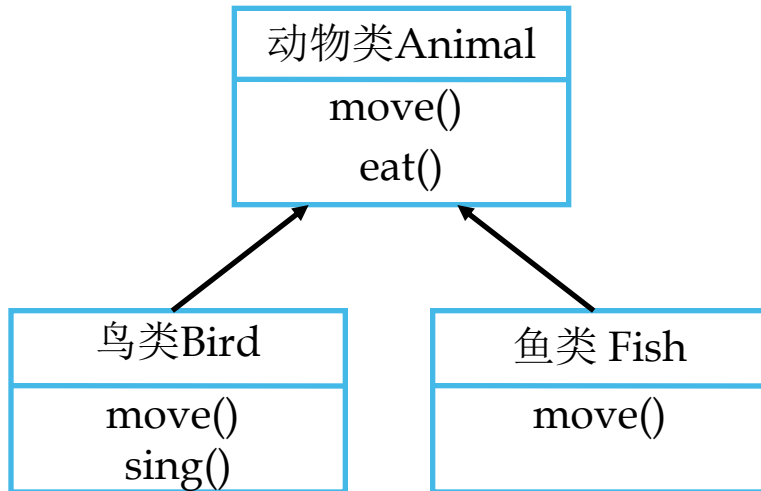 动物类Animal
move()
eat()
鸟类Bird
move()
sing()
鱼类 Fish
move()